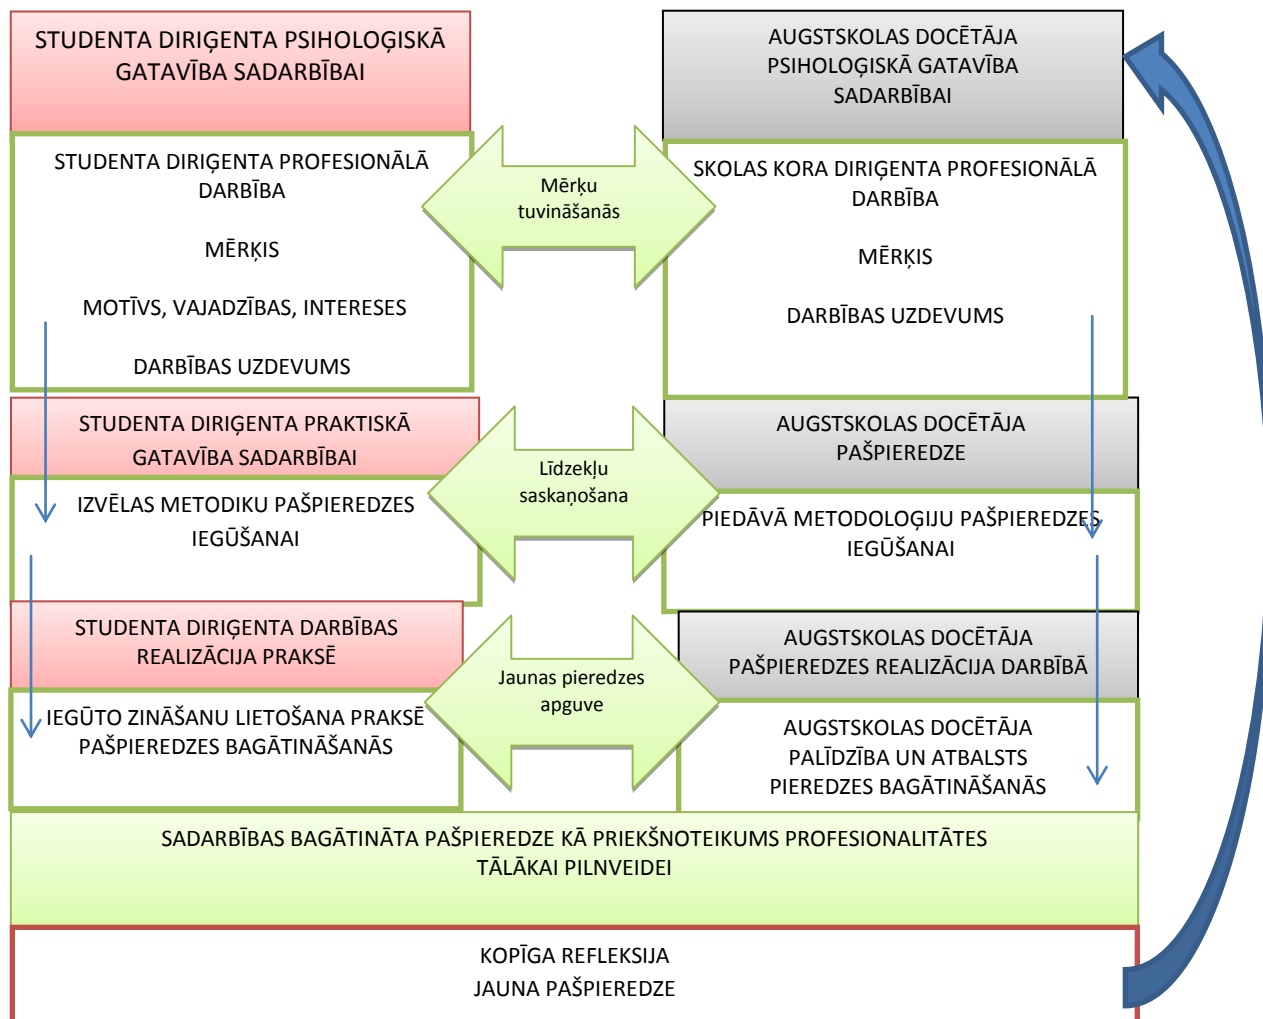 STUDENTA DIRIĢENTA PSIHOLOĢISKĀ
GATAVĪBA SADARBĪBAI
AUGSTSKOLAS DOCĒTĀJA
PSIHOLOĢISKĀ GATAVĪBA
SADARBĪBAI
STUDENTA DIRIĢENTA PROFESIONĀLĀ
DARBĪBA
MĒRĶIS
MOTĪVS, VAJADZĪBAS, INTERESES
DARBĪBAS UZDEVUMS
Mērķu
tuvināšanās
SKOLAS KORA DIRIĢENTA PROFESIONĀLĀ
DARBĪBA
MĒRĶIS
DARBĪBAS UZDEVUMS
STUDENTA DIRIĢENTA PRAKTISKĀ
GATAVĪBA SADARBĪBAI
IZVĒLAS METODIKU PAŠPIEREDZES
IEGŪŠANAI
Līdzekļu
saskaņošana
AUGSTSKOLAS DOCĒTĀJA
PAŠPIEREDZE
PIEDĀVĀ METODOLOĢIJU PAŠPIEREDZES
IEGŪŠANAI
STUDENTA DIRIĢENTA DARBĪBAS
REALIZĀCIJA PRAKSĒ
IEGŪTO ZINĀŠANU LIETOŠANA PRAKSĒ
PAŠPIEREDZES BAGĀTINĀŠANĀS
Jaunas pieredzes
apguve
AUGSTSKOLAS DOCĒTĀJA
PAŠPIEREDZES REALIZĀCIJA DARBĪBĀ
AUGSTSKOLAS DOCĒTĀJA
PALĪDZĪBA UN ATBALSTS
PIEREDZES BAGĀTINĀŠANĀS
SADARBĪBAS BAGĀTINĀTA PAŠPIEREDZE KĀ PRIEKŠNOTEIKUMS PROFESIONALITĀTES
TĀLĀKAI PILNVEIDEI
KOPĪGA REFLEKSIJA
JAUNA PAŠPIEREDZE